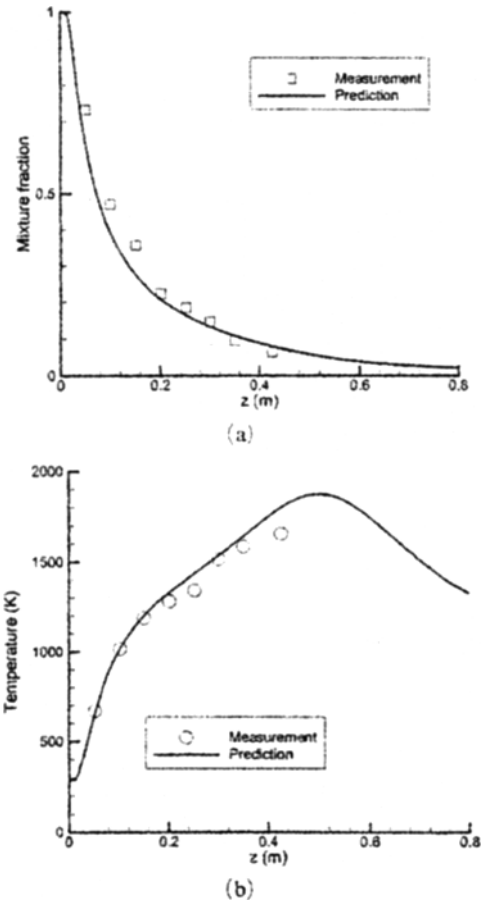 1
Measurement
Prediction
Mixture fraction
0.5
0
0
0.2
0.4
0.6
0.8
z (m)
(a)
2000
1500
Temperature (K)
1000
Measurement
Prediction
500
0
0
0.2
0.4
0.6
0.8
z (m)
(b)